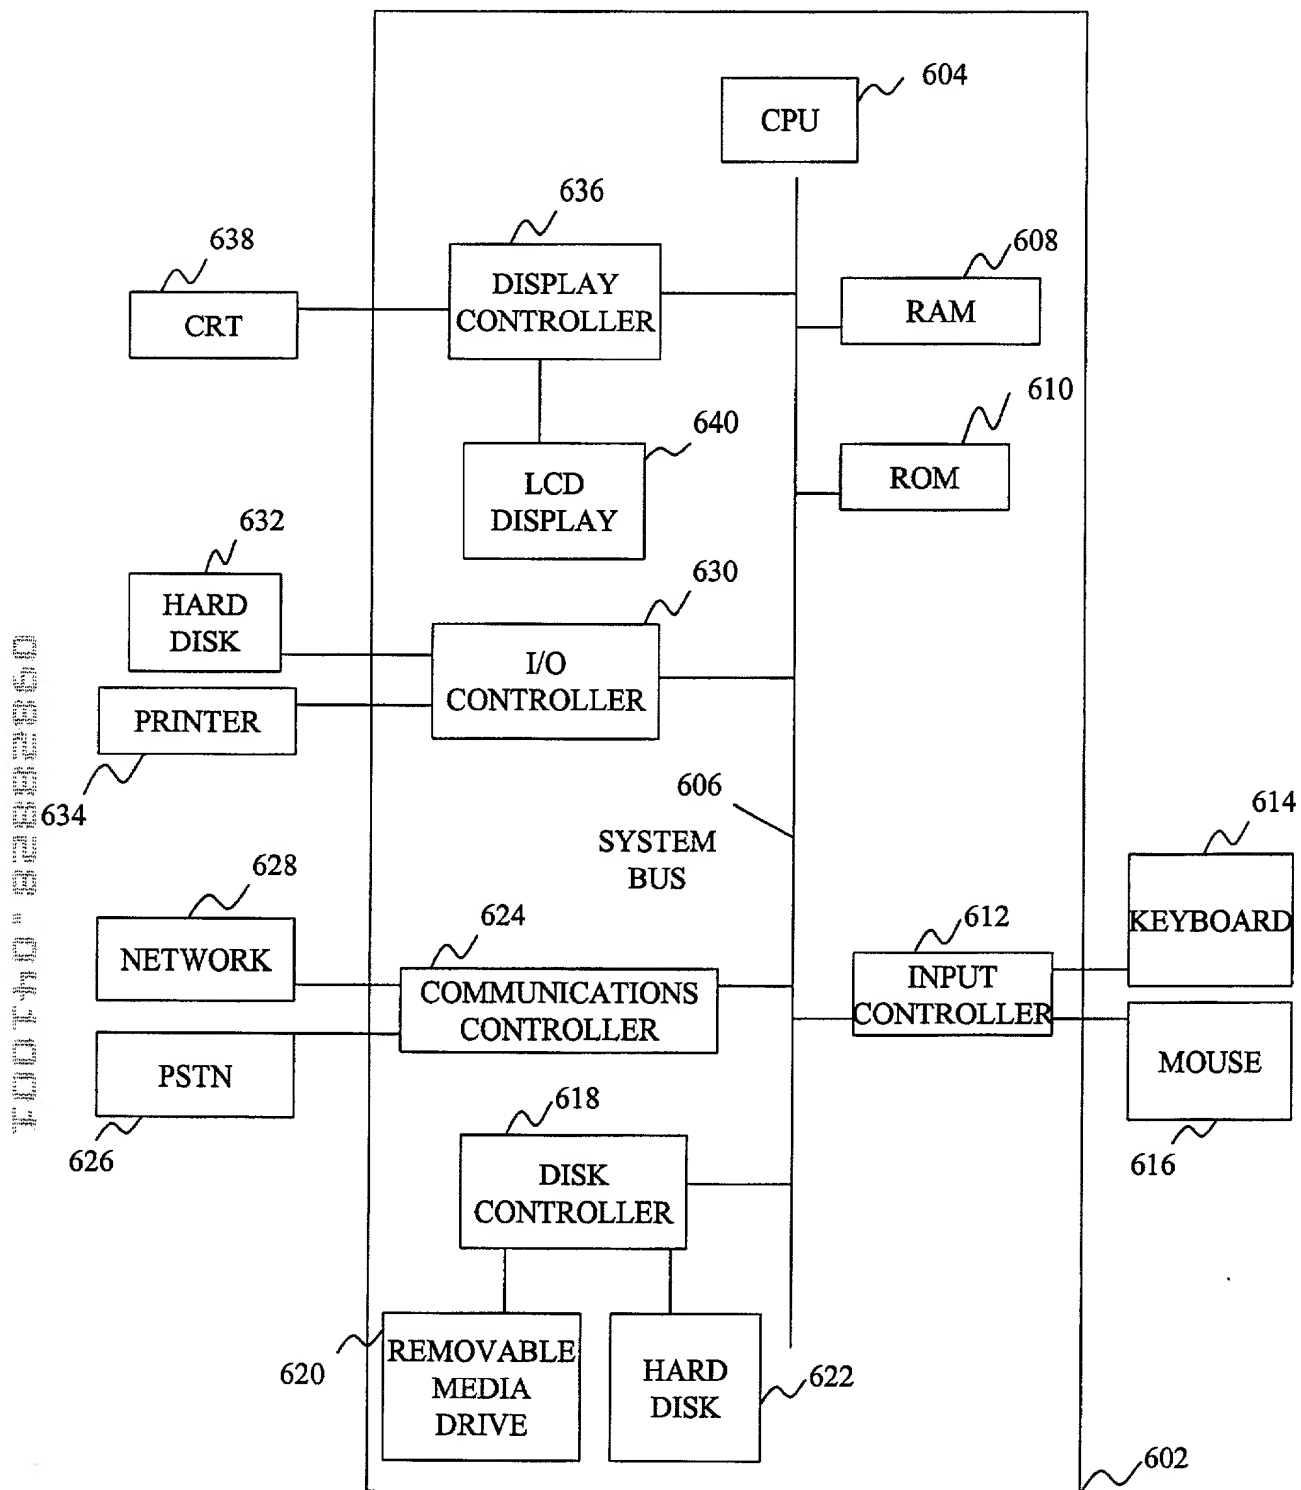 604
CPU
636
638
608
DISPLAY
CONTROLLER
CRT
RAM
610
640
ROM
LCD
DISPLAY
632
630
HARD
DISK
I/O
CONTROLLER
PRINTER
634
606
SYSTEM
BUS
614
628
624
612
KEYBOARD
NETWORK
COMMUNICATIONS
CONTROLLER
INPUT
CONTROLLER
PSTN
MOUSE
626
618
616
DISK
CONTROLLER
620
REMOVABLE
MEDIA
DRIVE
HARD
DISK
622
602